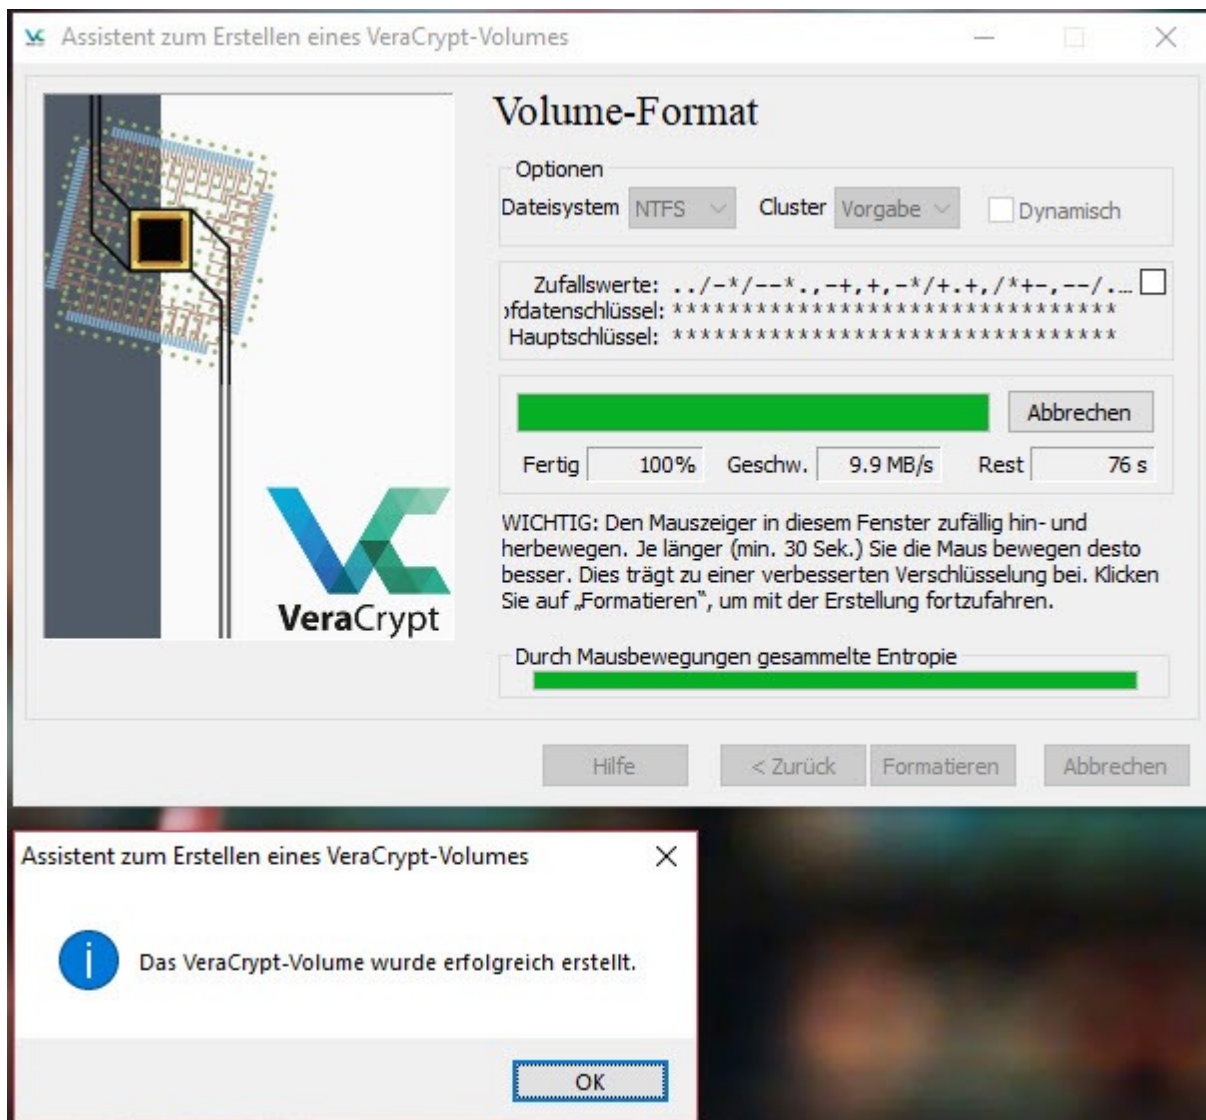 Assistent zum Erstellen eines VeraCrypt-Volumes
Volume-Format
Optionen
Dateisystem NTFS Cluster Vorgabe Dynamisch
Zufallswerte: ../-*/--*.,-+,+,-*/+.+,/*+-,--/....
ofdatenschlüssel: ********************************
Hauptschlüssel: ********************************
Abbrechen
Fertig 100% Geschw. 9.9 MB/s Rest 76 s
WICHTIG: Den Mauszeiger in diesem Fenster zufällig hin- und
herbewegen. Je länger (min. 30 Sek.) Sie die Maus bewegen desto
besser. Dies trägt zu einer verbesserten Verschlüsselung bei. Klicken
Sie auf „Formatieren“, um mit der Erstellung fortzufahren.
VeraCrypt
Durch Mausbewegungen gesammelte Entropie
Hilfe < Zurück Formatieren Abbrechen
Assistent zum Erstellen eines VeraCrypt-Volumes
Das VeraCrypt-Volume wurde erfolgreich erstellt.
OK